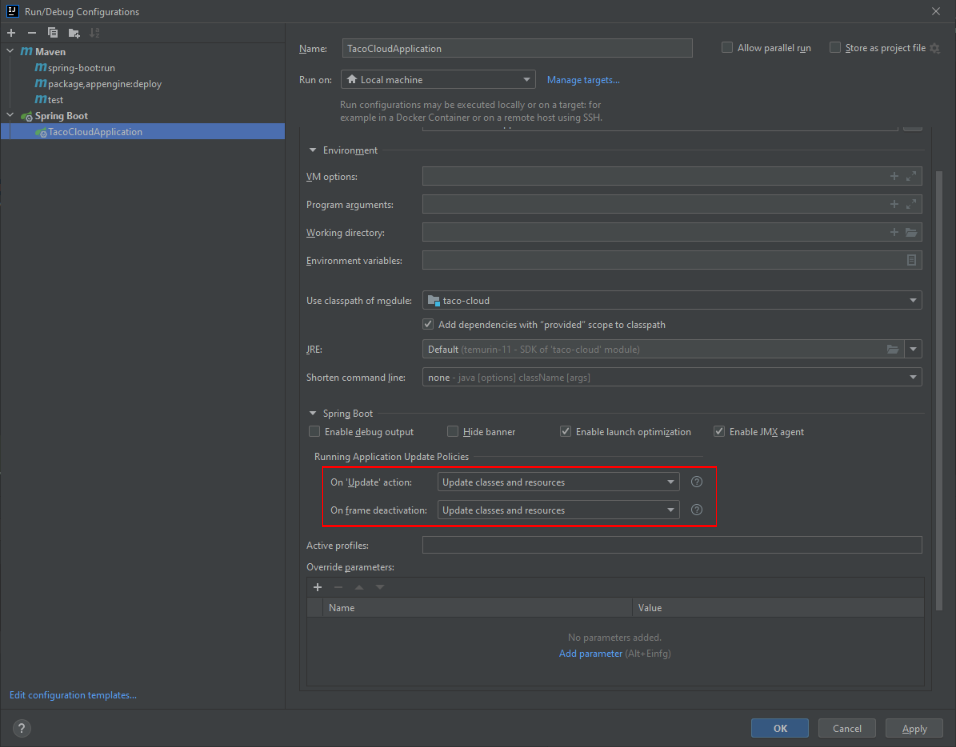 Run/Debug Configurations
Maven
spring-boot:run
package,appengine:deploy
test
Spring Boot
TacoCloudApplication
Edit configuration templates...
Name: TacoCloudApplication Allow parallel run Store as project file
Run on: Local machine Manage targets...
Run configurations may be executed locally or on a target: for
example in a Docker Container or on a remote host using SSH.
Environment
VM options:
Program arguments:
Working directory:
Environment variables:
Use classpath of module: taco-cloud
Add dependencies with "provided" scope to classpath
JRE: Default (temurin-11 - SDK of 'taco-cloud' module)
Shorten command line: none - java [options] className [args]
Spring Boot
Enable debug output Hide banner Enable launch optimization Enable JMX agent
Running Application Update Policies
On 'Update' action: Update classes and resources ?
On frame deactivation: Update classes and resources ?
Active profiles:
Override parameters:
Name Value
No parameters added.
Add parameter (Alt+Einfg)
? OK Cancel Apply